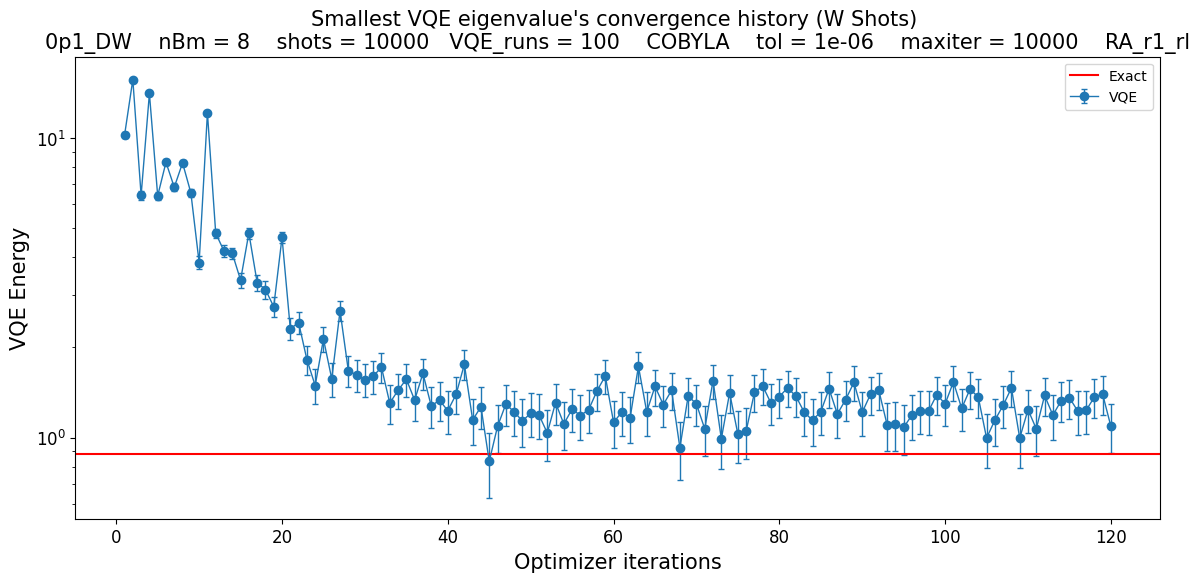 Smallest VQE eigenvalue's convergence history (W Shots)
0p1_DW nBm = 8 shots = 10000 VQE_runs = 100 COBYLA tol = 1e-06 maxiter = 10000 RA_r1_rl
Exact
VQE
10¹
10⁰
VQE Energy
0 20 40 60 80 100 120
Optimizer iterations